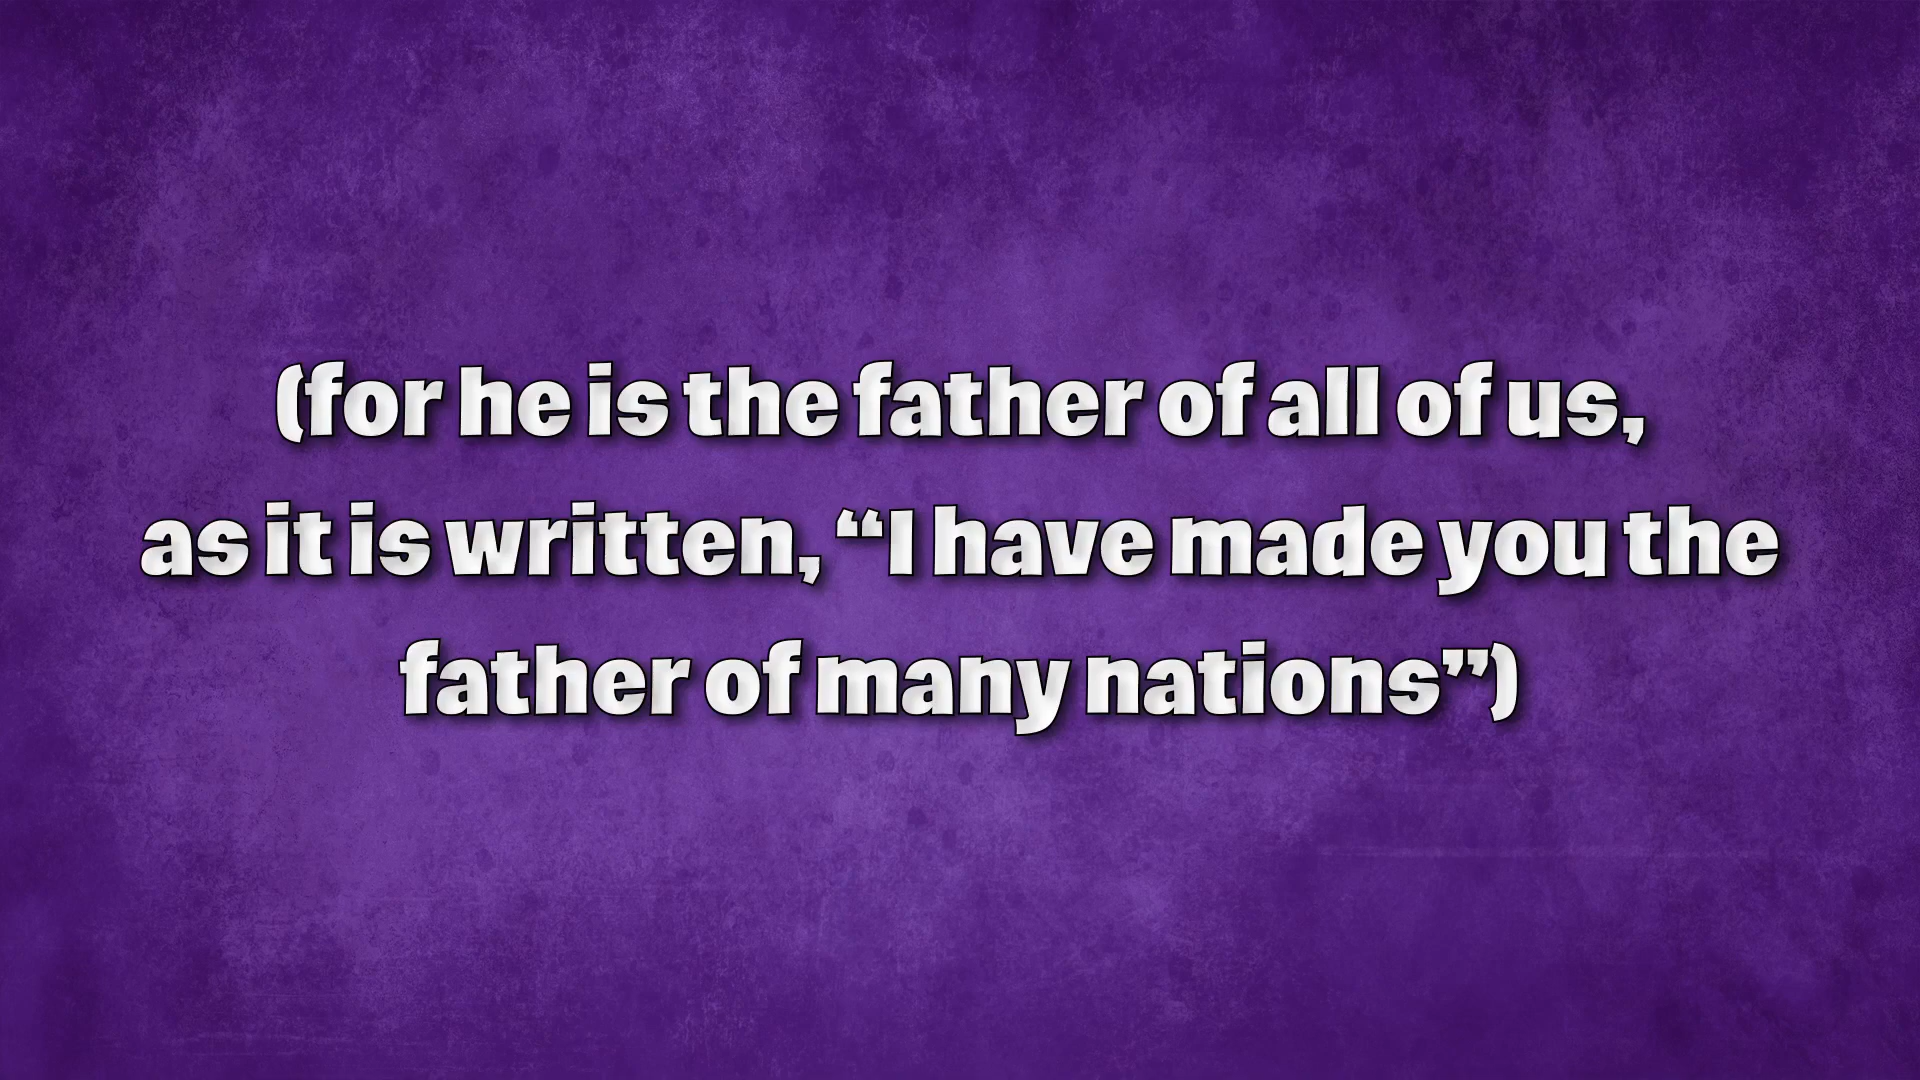 (for he is the father of all of us,
as it is written, “I have made you the
father of many nations”)